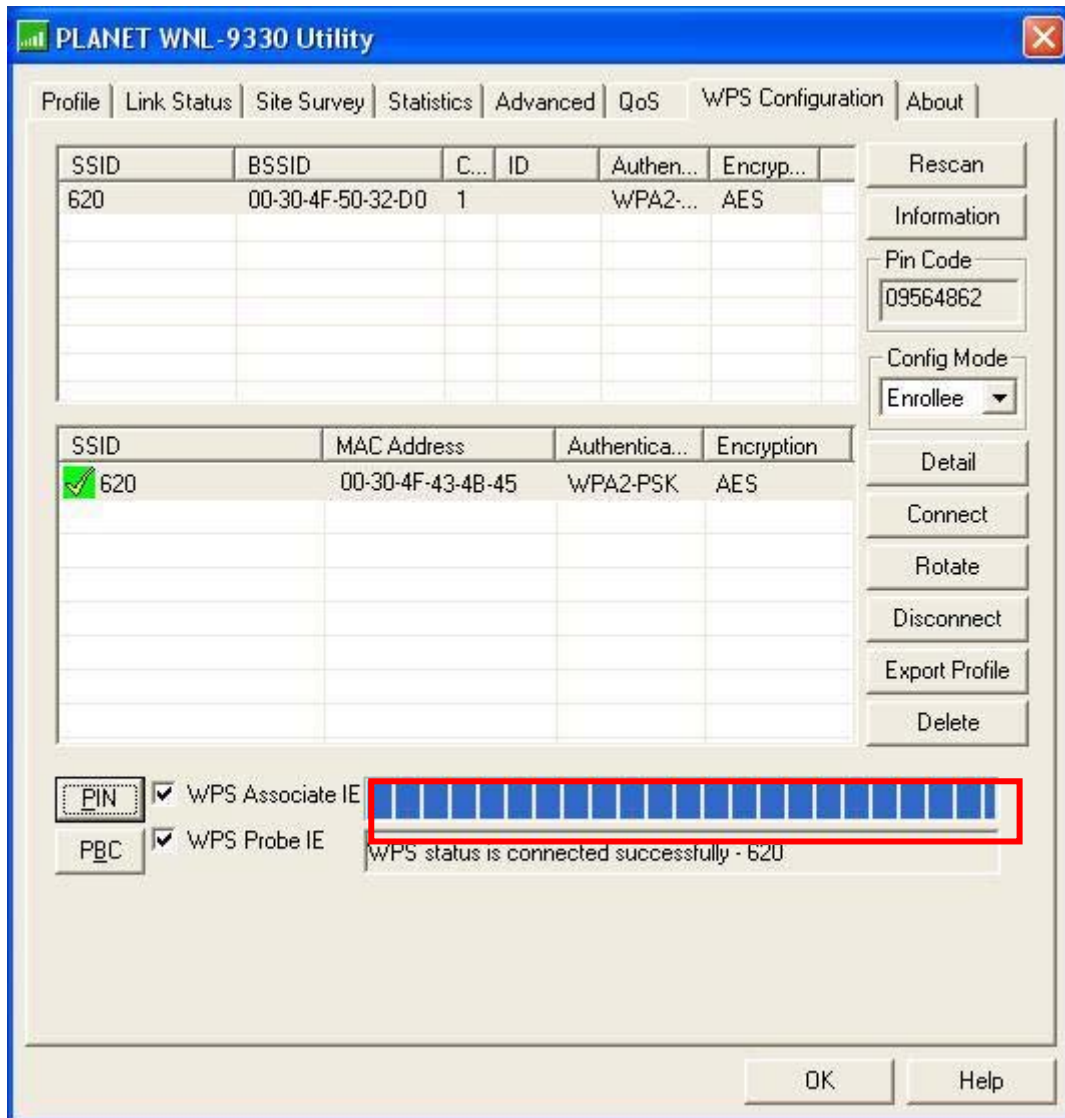 PLANET WNL-9330 Utility
Profile Link Status Site Survey Statistics Advanced QoS WPS Configuration About
SSID BSSID C... ID Authen... Encryp...
620 00-30-4F-50-32-D0 1 WPA2-... AES
Rescan
Information
Pin Code
09564862
Config Mode
Enrollee
SSID MAC Address Authentica... Encryption
620 00-30-4F-43-4B-45 WPA2-PSK AES
Detail
Connect
Rotate
Disconnect
Export Profile
Delete
PIN WPS Associate IE
PBC WPS Probe IE WPS status is connected successfully - 620
OK Help